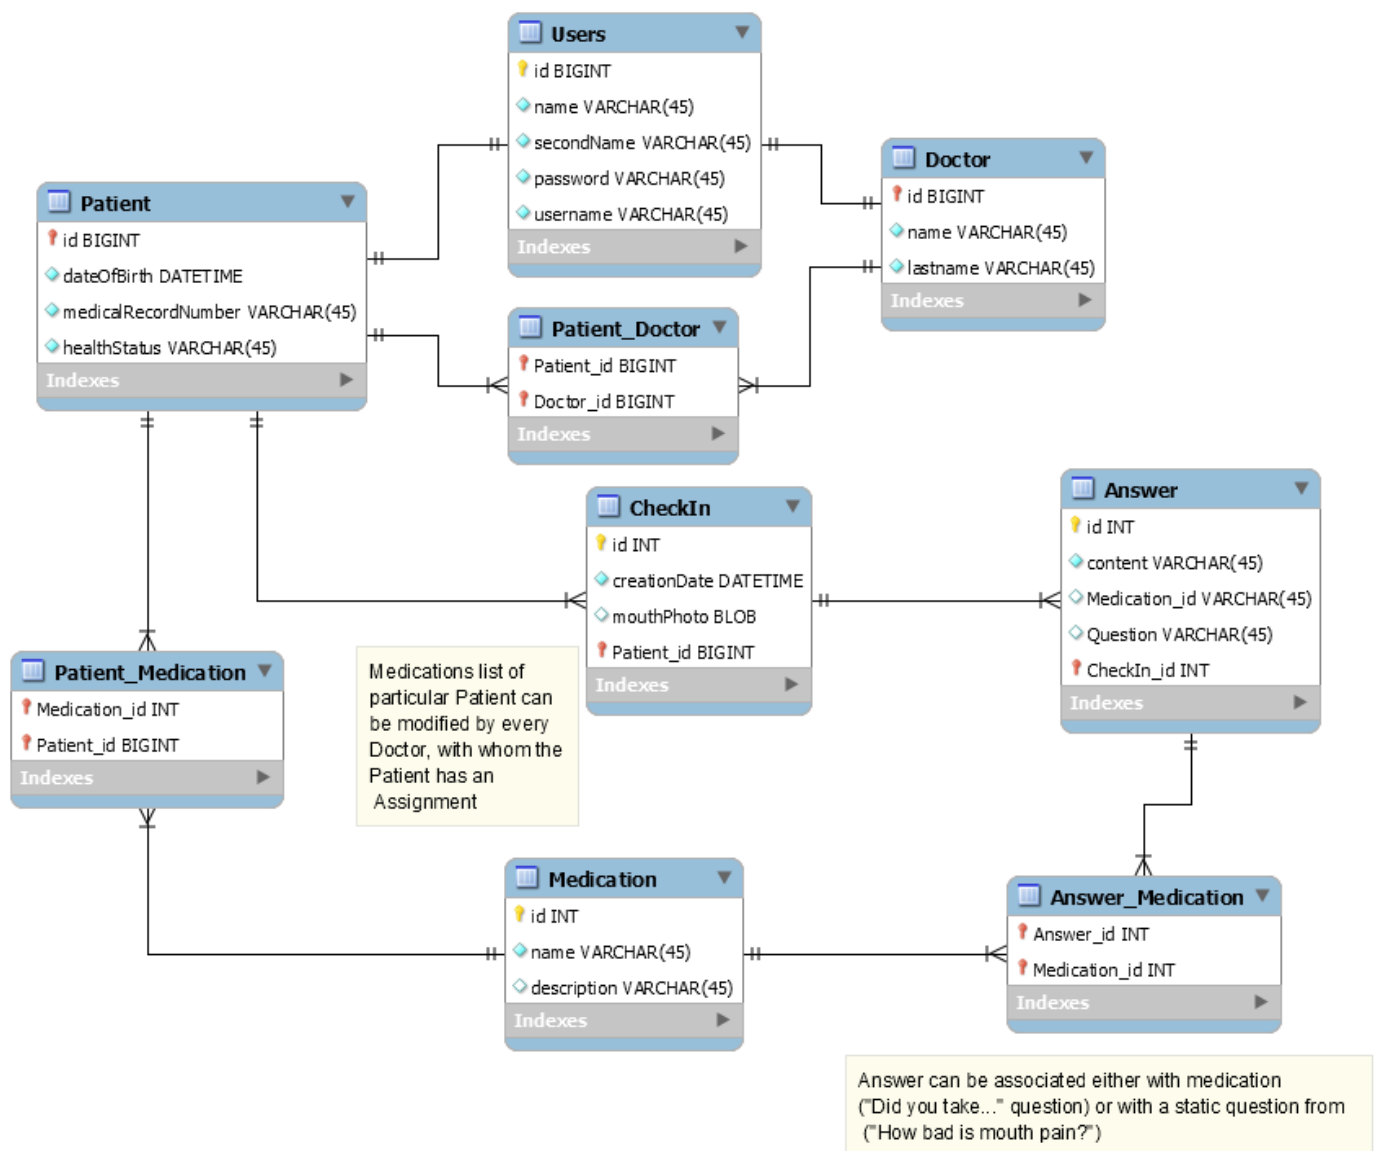 Users
id BIGINT
name VARCHAR(45)
secondName VARCHAR(45)
password VARCHAR(45)
username VARCHAR(45)
Indexes
Doctor
id BIGINT
name VARCHAR(45)
lastname VARCHAR(45)
Indexes
Patient
id BIGINT
dateOfBirth DATETIME
medicalRecordNumber VARCHAR(45)
healthStatus VARCHAR(45)
Indexes
Patient_Doctor
Patient_id BIGINT
Doctor_id BIGINT
Indexes
CheckIn
id INT
creationDate DATETIME
mouthPhoto BLOB
Patient_id BIGINT
Indexes
Answer
id INT
content VARCHAR(45)
Medication_id VARCHAR(45)
Question VARCHAR(45)
CheckIn_id INT
Indexes
Patient_Medication
Medication_id INT
Patient_id BIGINT
Indexes
Medications list of
particular Patient can
be modified by every
Doctor, with whom the
Patient has an
Assignment
Medication
id INT
name VARCHAR(45)
description VARCHAR(45)
Indexes
Answer_Medication
Answer_id INT
Medication_id INT
Indexes
Answer can be associated either with medication
("Did you take..." question) or with a static question from
("How bad is mouth pain?")